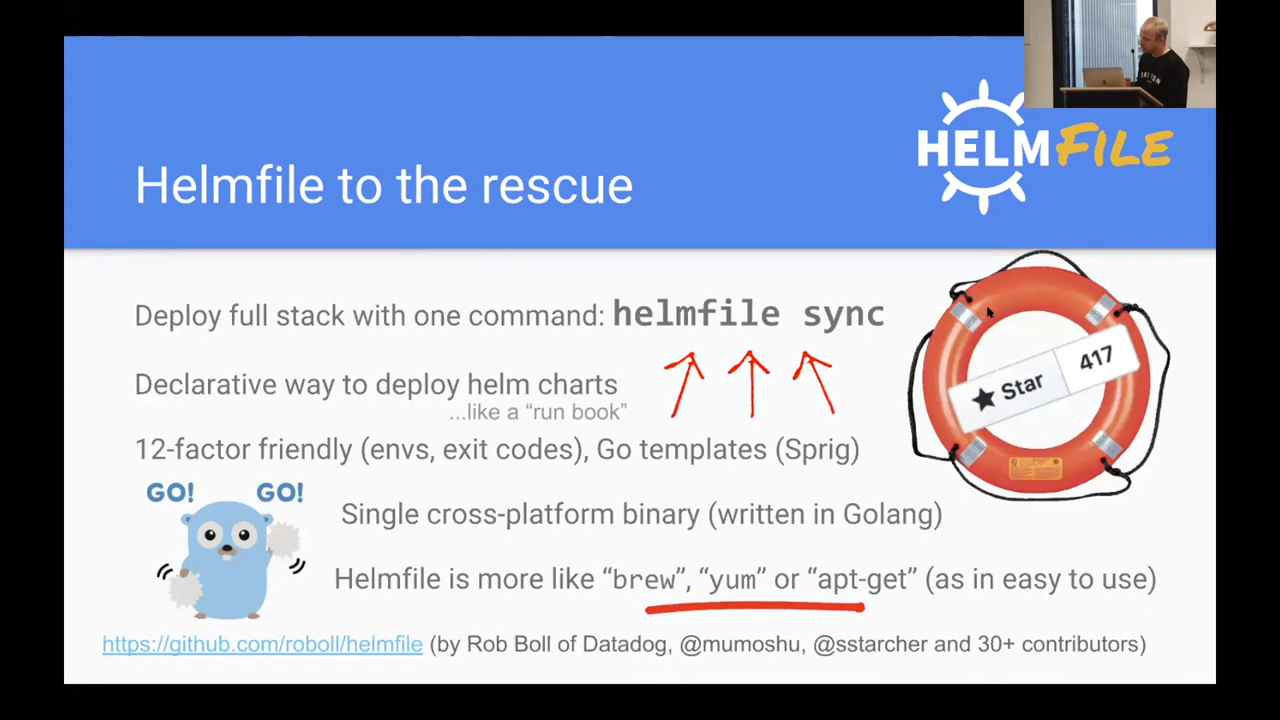 HELMFILE
Helmfile to the rescue
Deploy full stack with one command: helmfile sync
Declarative way to deploy helm charts
...like a “run book”
★ Star 417
12-factor friendly (envs, exit codes), Go templates (Sprig)
GO! GO!
Single cross-platform binary (written in Golang)
Helmfile is more like “brew”, “yum” or “apt-get” (as in easy to use)
https://github.com/roboll/helmfile (by Rob Boll of Datadog, @mumoshu, @sstarcher and 30+ contributors)